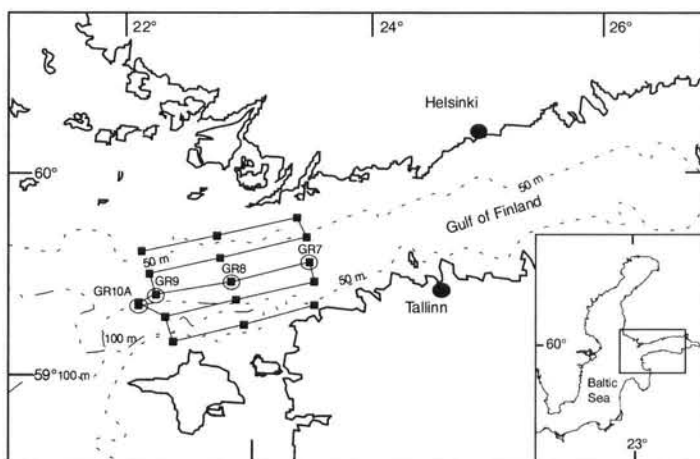 22°
24°
26°
Helsinki
60°
50 m
Gulf of Finland
GR7
50 m
GR8
50 m
GR9
GR10A
Tallinn
100 m
59°
100 m
60°
Baltic
Sea
23°